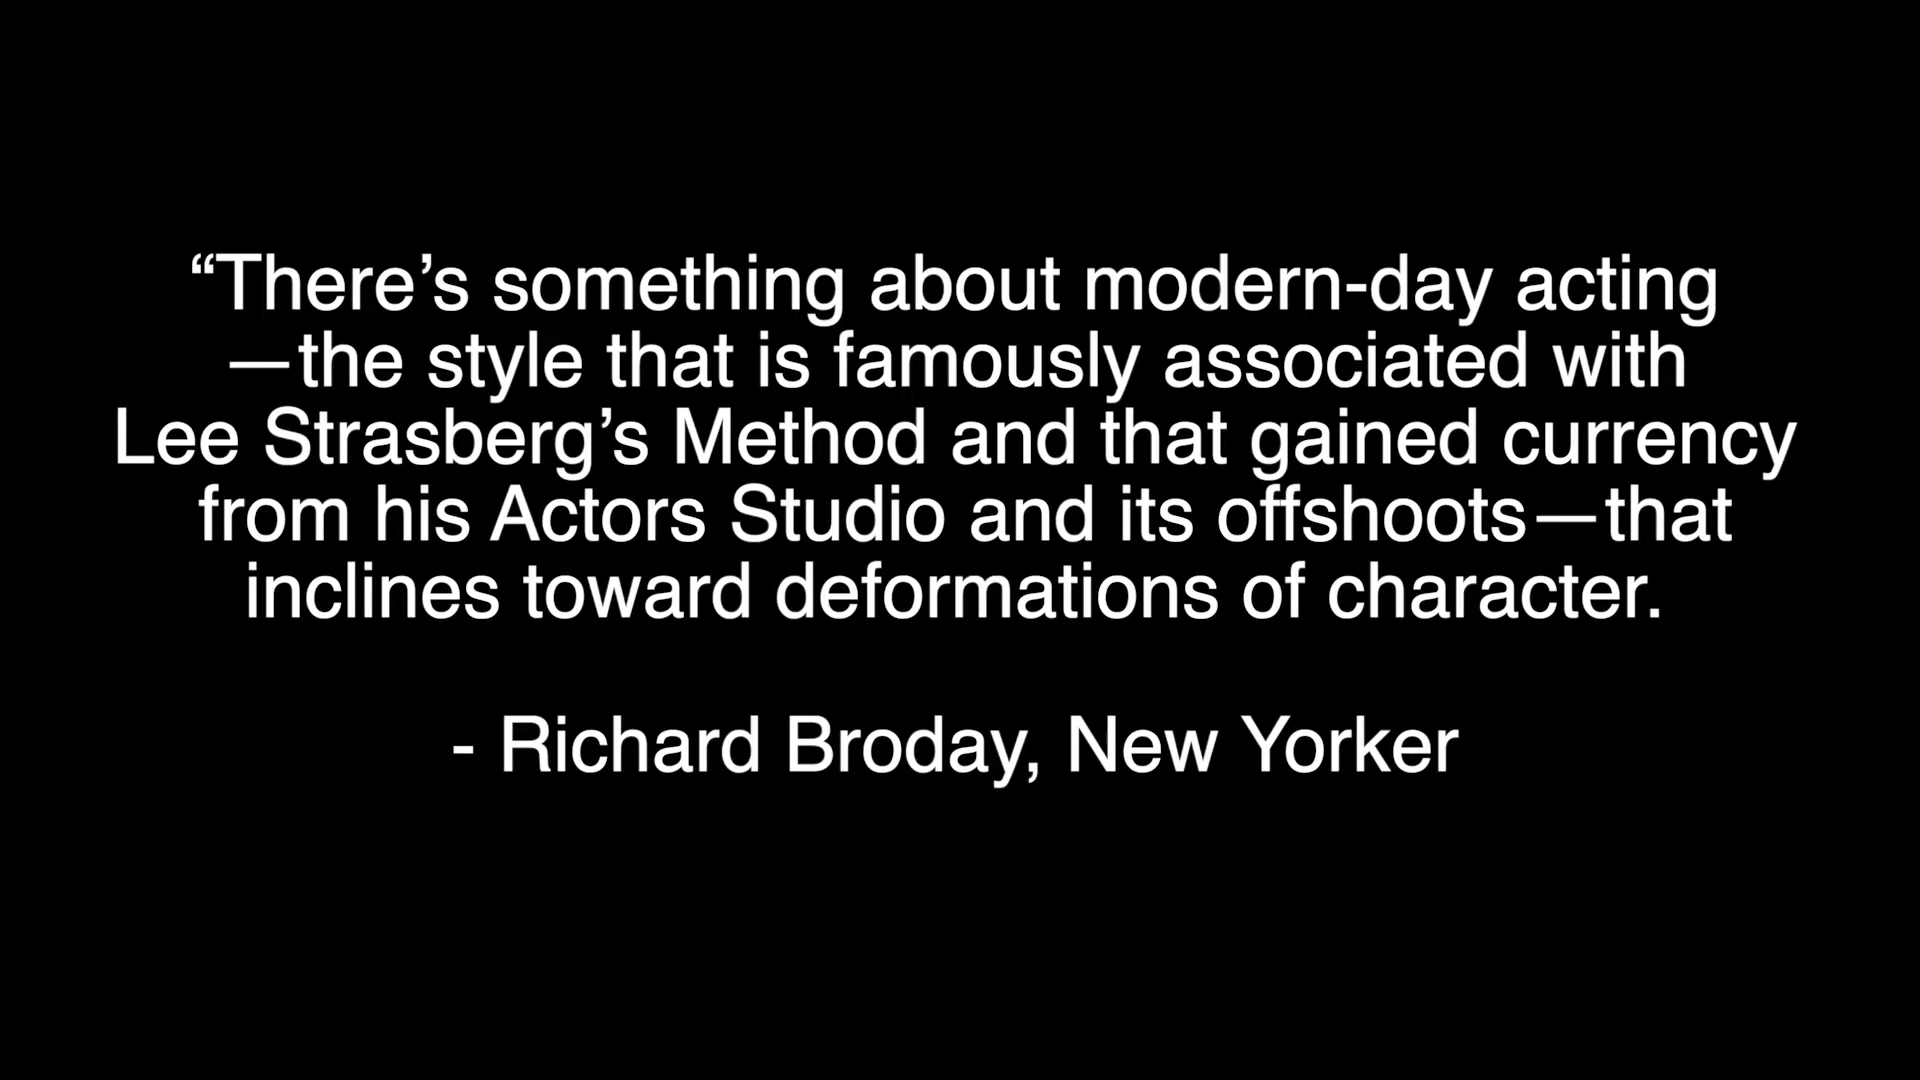 “There’s something about modern-day acting
—the style that is famously associated with
Lee Strasberg’s Method and that gained currency
from his Actors Studio and its offshoots—that
inclines toward deformations of character.
- Richard Broday, New Yorker